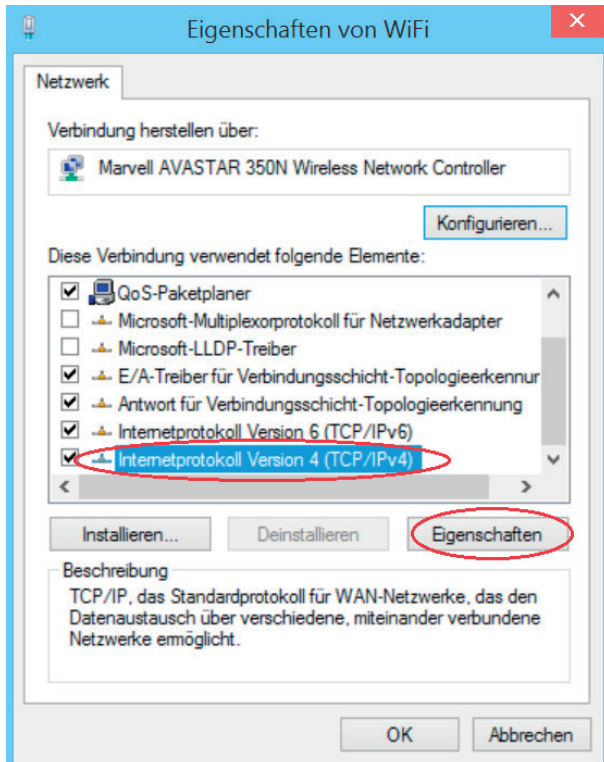 Eigenschaften von WiFi
Netzwerk
Verbindung herstellen über:
Marvell AVASTAR 350N Wireless Network Controller
Konfigurieren...
Diese Verbindung verwendet folgende Elemente:
QoS-Paketplaner
Microsoft-Multiplexorprotokoll für Netzwerkadapter
Microsoft-LLDP-Treiber
E/A-Treiber für Verbindungsschicht-Topologieerkennur
Antwort für Verbindungsschicht-Topologieerkennung
Internetprotokoll Version 6 (TCP/IPv6)
Internetprotokoll Version 4 (TCP/IPv4)
Installieren...
Deinstallieren
Eigenschaften
Beschreibung
TCP/IP, das Standardprotokoll für WAN-Netzwerke, das den
Datenaustausch über verschiedene, miteinander verbundene
Netzwerke ermöglicht.
OK
Abbrechen